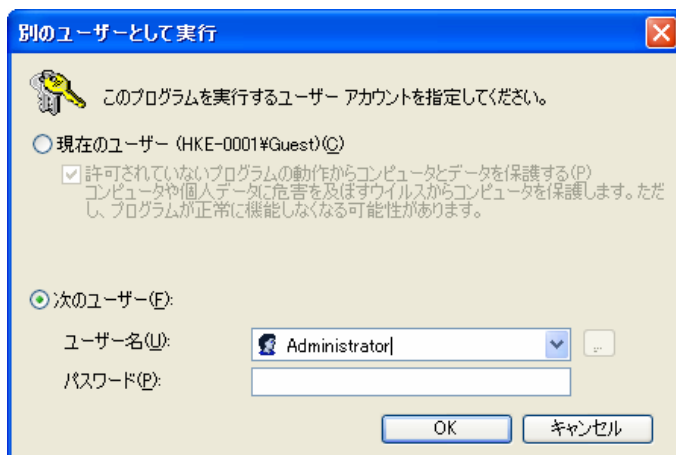 別のユーザーとして実行
このプログラムを実行するユーザー アカウントを指定してください。
現在のユーザー (HKE-0001¥Guest)(C)
許可されていないプログラムの動作からコンピュータとデータを保護する(P)
コンピュータや個人データに危害を及ぼすウイルスからコンピュータを保護します。ただ
し、プログラムが正常に機能しなくなる可能性があります。
次のユーザー(F):
ユーザー名(U):
Administrator
...
パスワード(P):
OK
キャンセル